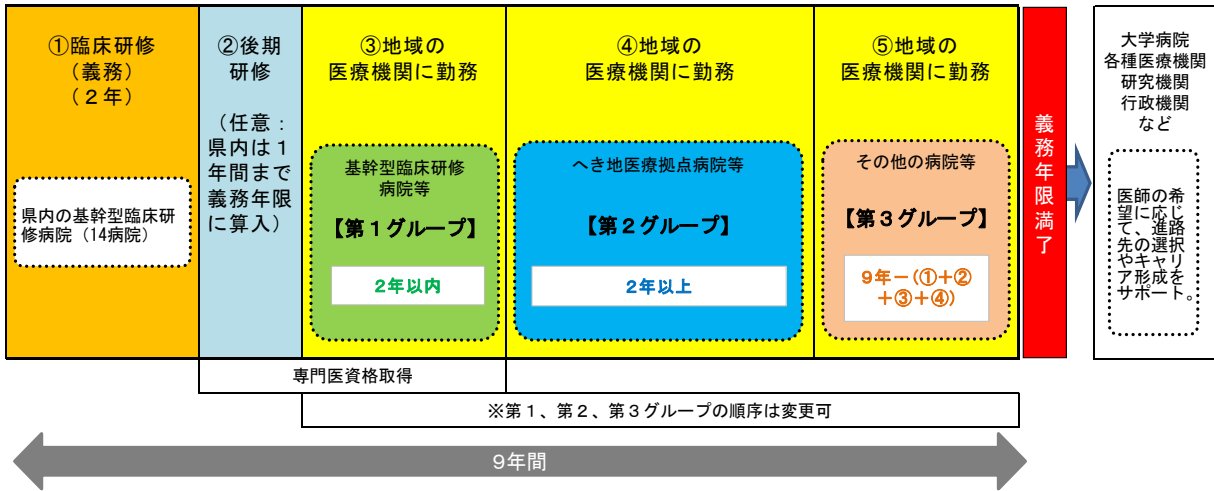 ①臨床研修
（義務）
（２年）
県内の基幹型臨床研
修病院（14病院）
②後期
研修
（任意：
県内は１
年間まで
義務年限
に算入）
③地域の
医療機関に勤務
基幹型臨床研修
病院等
【第１グループ】
２年以内
④地域の
医療機関に勤務
へき地医療拠点病院等
【第２グループ】
２年以上
⑤地域の
医療機関に勤務
その他の病院等
【第３グループ】
９年－（①＋②
＋③＋④）
義務年限満了
大学病院
各種医療機関
研究機関
行政機関
など
医師の希
望に応じ
て、進路
先の選択
やキャリ
ア形成を
サポート。
専門医資格取得
※第１、第２、第３グループの順序は変更可
９年間